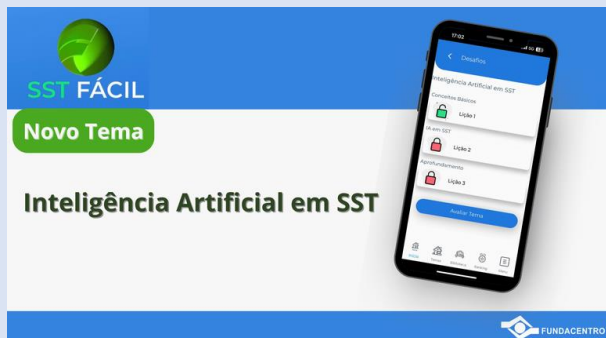 SST FÁCIL
Novo Tema
Inteligência Artificial em SST
17:02
5G
Desafios
Inteligência Artificial em SST
Conceitos Básicos
Lição 1
IA em SST
Lição 2
Aprofundamento
Lição 3
Avaliar Tema
FUNDACENTRO